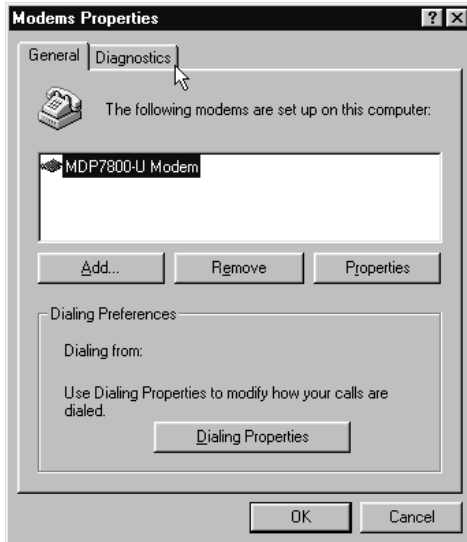 Modems Properties
General Diagnostics
The following modems are set up on this computer:
MDP7800-U Modem
Add... Remove Properties
Dialing Preferences
Dialing from:
Use Dialing Properties to modify how your calls are
dialed.
Dialing Properties
OK Cancel